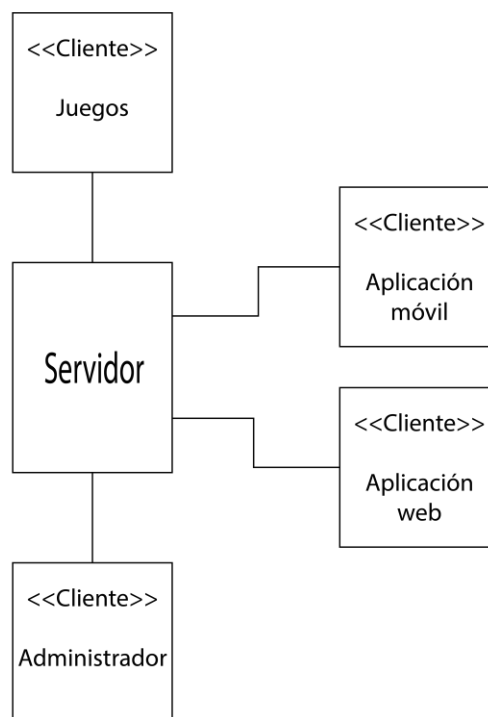 <<Cliente>>
Juegos
<<Cliente>>
Aplicación
móvil
Servidor
<<Cliente>>
Aplicación
web
<<Cliente>>
Administrador